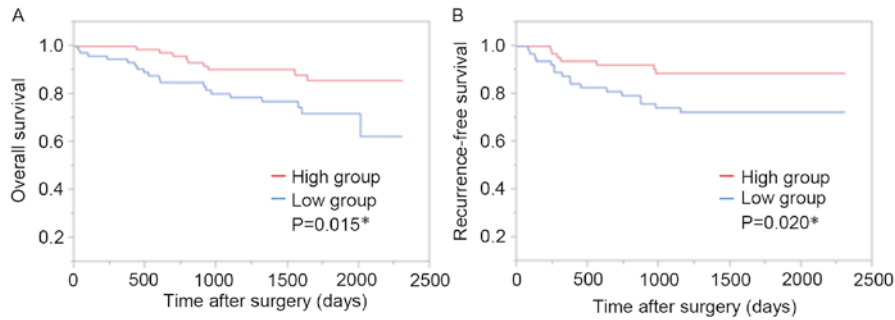 A
Overall survival
1.0
0.8
0.6
0.4
0.2
High group
Low group
P=0.015*
0 500 1000 1500 2000 2500
Time after surgery (days)
B
Recurrence-free survival
1.0
0.8
0.6
0.4
0.2
High group
Low group
P=0.020*
0 500 1000 1500 2000 2500
Time after surgery (days)